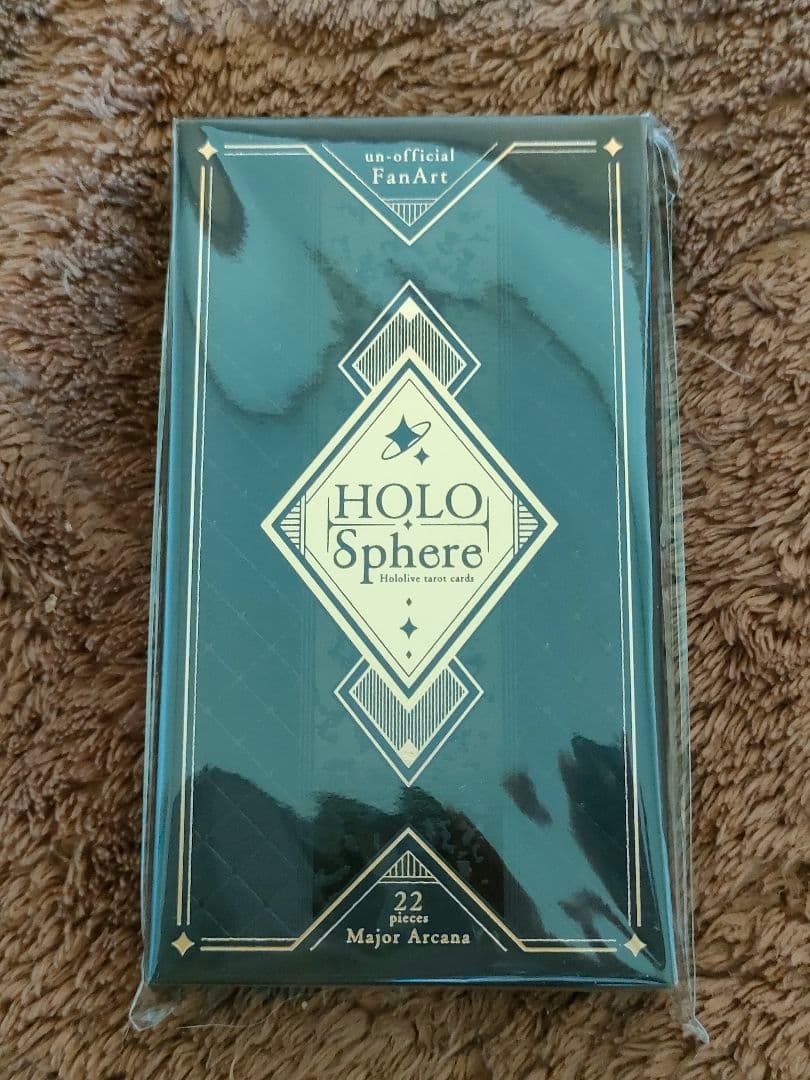 un-official
FanArt
HOLO
Sphere
Hololive tarot cards
22
pieces
Major Arcana